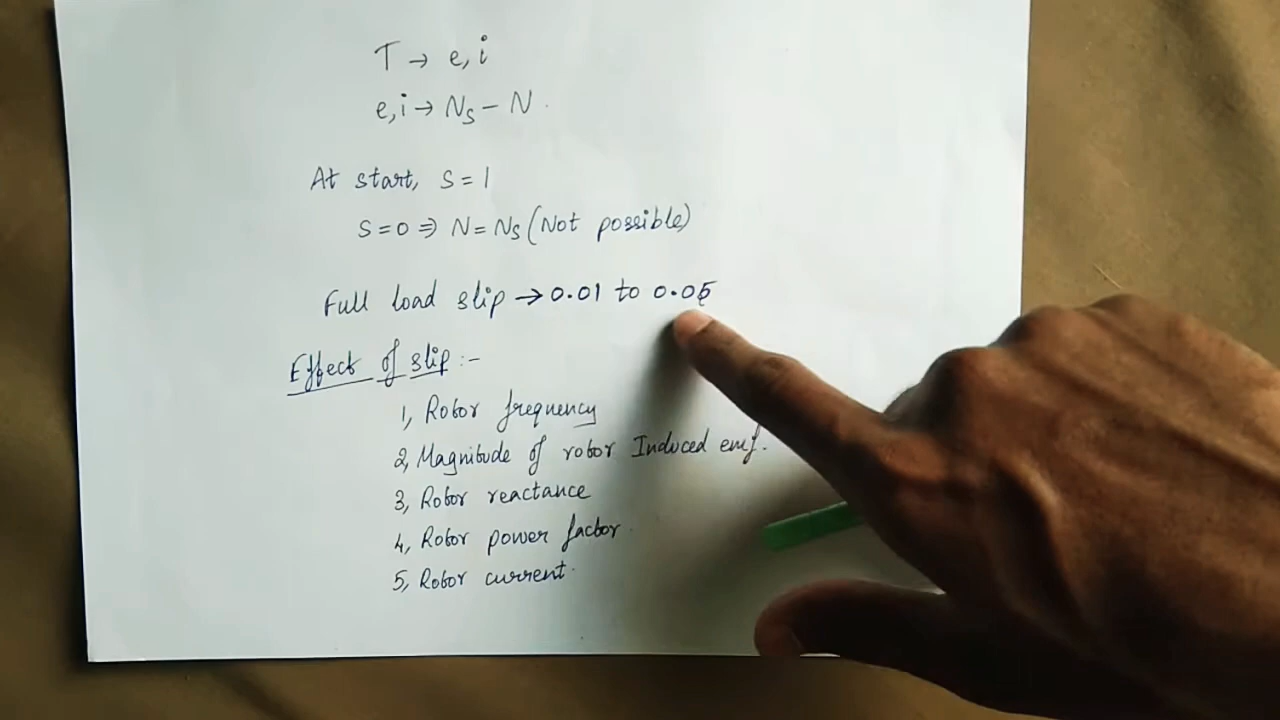 T → e, i
e, i → Ns - N.
At start, S = 1
S = 0 ⇒ N = Ns (Not possible)
Full load slip → 0.01 to 0.05
Effect of slip :-
1, Rotor frequency
2, Magnitude of rotor Induced emf.
3, Rotor reactance
4, Rotor power factor.
5, Rotor current.